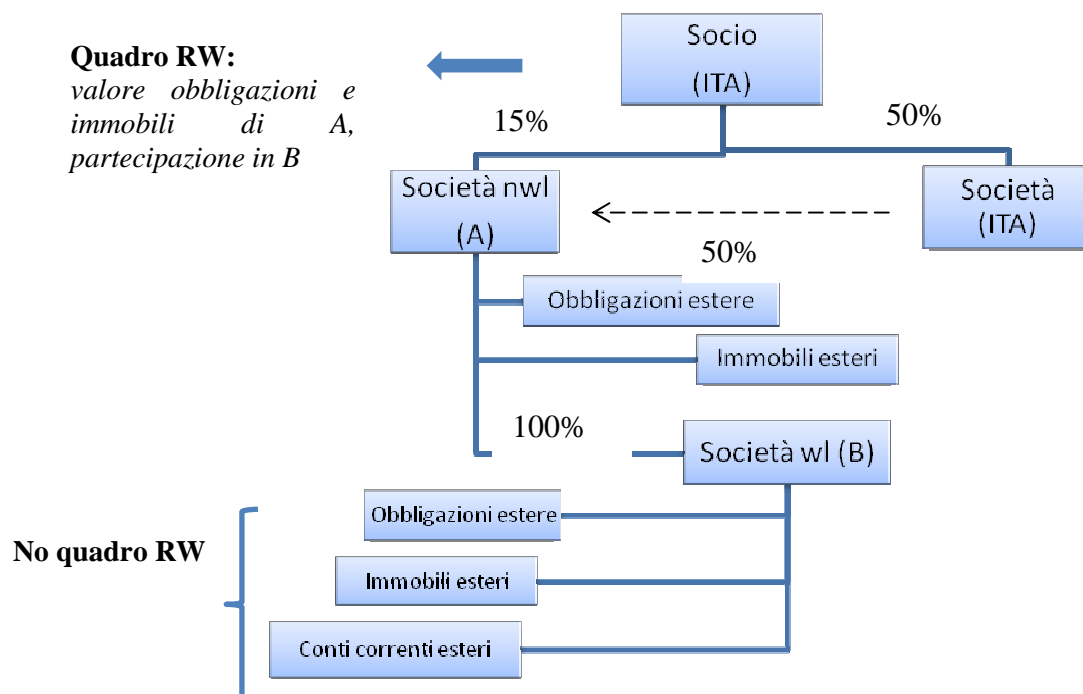 Socio
(ITA)
Quadro RW:
valore obbligazioni e
immobili di A,
partecipazione in B
15%
50%
Società nwl
(A)
Società
(ITA)
50%
Obbligazioni estere
Immobili esteri
100%
Società wl (B)
Obbligazioni estere
No quadro RW
Immobili esteri
Conti correnti esteri